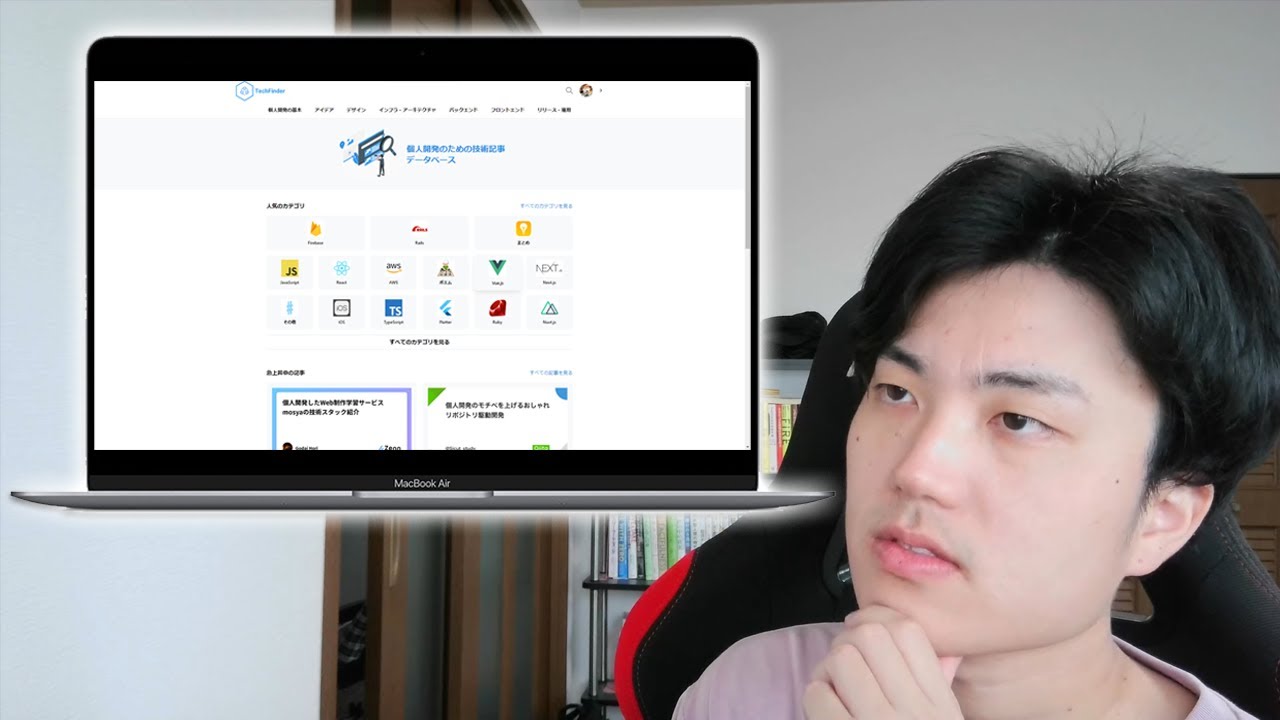 TechFinder
個人開発の基本 アイデア デザイン インフラ・アーキテクチャ バックエンド フロントエンド リリース・運用
個人開発のための技術記事
データベース
人気のカテゴリ すべてのカテゴリを見る
Firebase Rails まとめ
JS aws NEXT
JavaScript React AWS ポエム Vue.js Next.js
iOS TS
その他 iOS TypeScript Flutter Ruby Nuxt.js
すべてのカテゴリを見る
急上昇中の記事 すべての記事を見る
個人開発したWeb制作学習サービス
mosyaの技術スタック紹介
個人開発のモチベを上げるおしゃれ
リポジトリ駆動開発
Godai Hori Zenn
Qiita
MacBook Air
FIRE